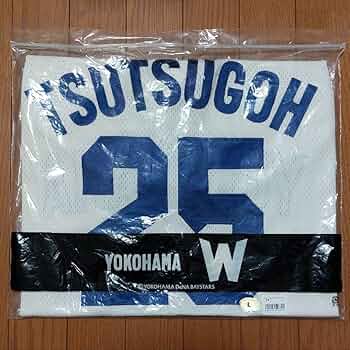 TSUTSUGOH
25
YOKOHAMA W
©YOKOHAMA DeNA BAYSTARS
L